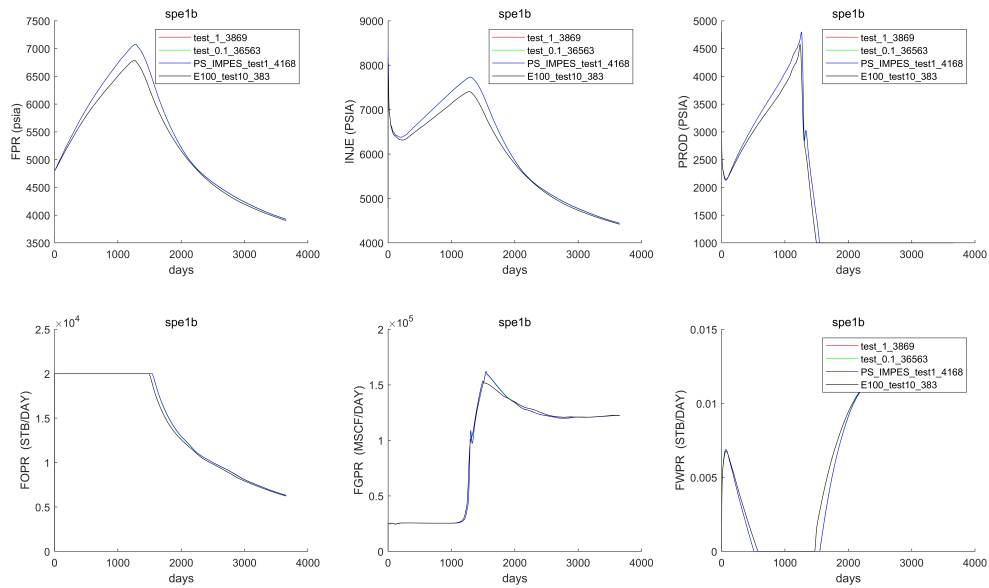 spe1b
7500
7000
6500
6000
5500
5000
4500
4000
3500
FPR (psia)
0
1000
2000
3000
4000
days
test_1_3869
test_0.1_36563
PS_IMPES_test1_4168
E100_test10_383
spe1b
9000
8000
7000
6000
5000
4000
INJE (PSIA)
0
1000
2000
3000
4000
days
test_1_3869
test_0.1_36563
PS_IMPES_test1_4168
E100_test10_383
spe1b
5000
4500
4000
3500
3000
2500
2000
1500
1000
PROD (PSIA)
0
1000
2000
3000
4000
days
test_1_3869
test_0.1_36563
PS_IMPES_test1_4168
E100_test10_383
spe1b
×10⁴
2.5
2
1.5
1
0.5
0
FOPR (STB/DAY)
0
1000
2000
3000
4000
days
spe1b
×10⁵
2
1.5
1
0.5
0
FGPR (MSCF/DAY)
0
1000
2000
3000
4000
days
spe1b
0.015
0.01
0.005
0
FWPR (STB/DAY)
0
1000
2000
3000
4000
days
test_1_3869
test_0.1_36563
PS_IMPES_test1_4168
E100_test10_383